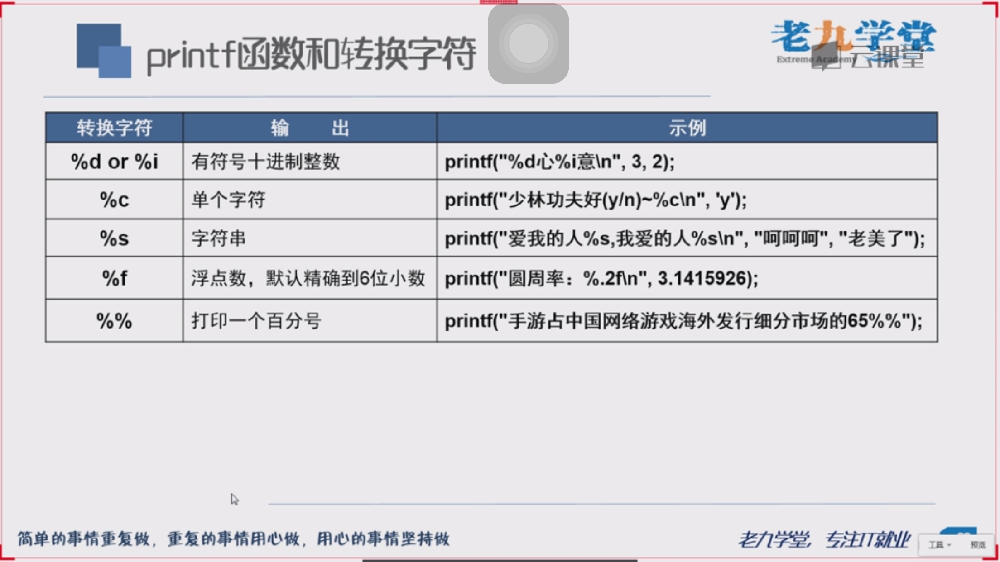 printf函数和转换字符
老九学堂
Extreme Academy
云课堂
转换字符 输 出 示例
%d or %i 有符号十进制整数 printf("%d心%i意\n", 3, 2);
%c 单个字符 printf("少林功夫好(y/n)~%c\n", 'y');
%s 字符串 printf("爱我的人%s,我爱的人%s\n", "呵呵呵", "老美了");
%f 浮点数，默认精确到6位小数 printf("圆周率：%.2f\n", 3.1415926);
%% 打印一个百分号 printf("手游占中国网络游戏海外发行细分市场的65%%");
简单的事情重复做，重复的事情用心做，用心的事情坚持做
老九学堂，专注IT就业
工具 预览